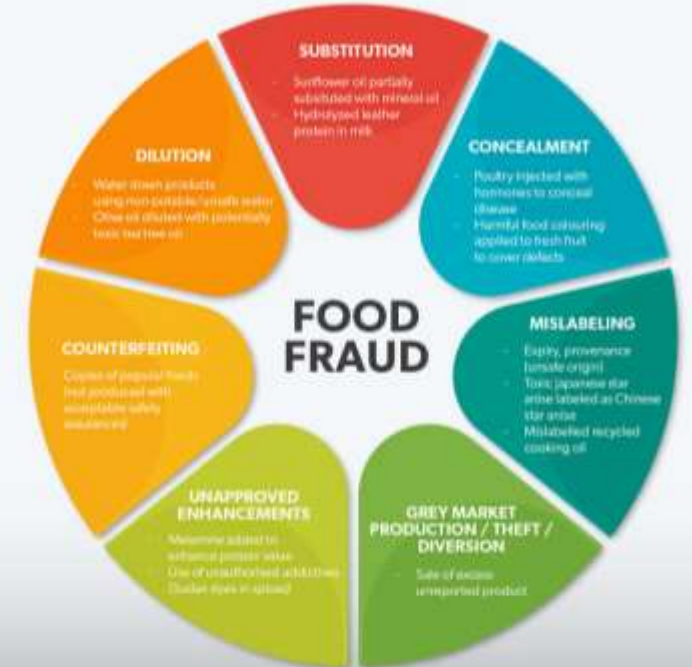 SUBSTITUTION
- Sunflower oil partially
substituted with mineral oil
- Hydrolyzed leather
protein in milk
CONCEALMENT
- Poultry injected with
hormones to conceal
disease
- Harmful food colouring
applied to fresh fruit
to cover defects
MISLABELING
- Expiry, provenance
(unsafe origin)
- Toxic Japanese star
anise labeled as Chinese
star anise
- Mislabelled recycled
cooking oil
GREY MARKET
PRODUCTION / THEFT /
DIVERSION
- Sale of excess
unreported product
UNAPPROVED
ENHANCEMENTS
- Melamine added to
enhance protein value
- Use of unauthorized
(Sudan dyes in spices)
COUNTERFEITING
Copies of popular foods
(not produced with
acceptable safety
assurances)
DILUTION
- Water down products
using non-potable/unsafe water
- Olive oil diluted with potentially
toxic tea tree oil
FOOD
FRAUD